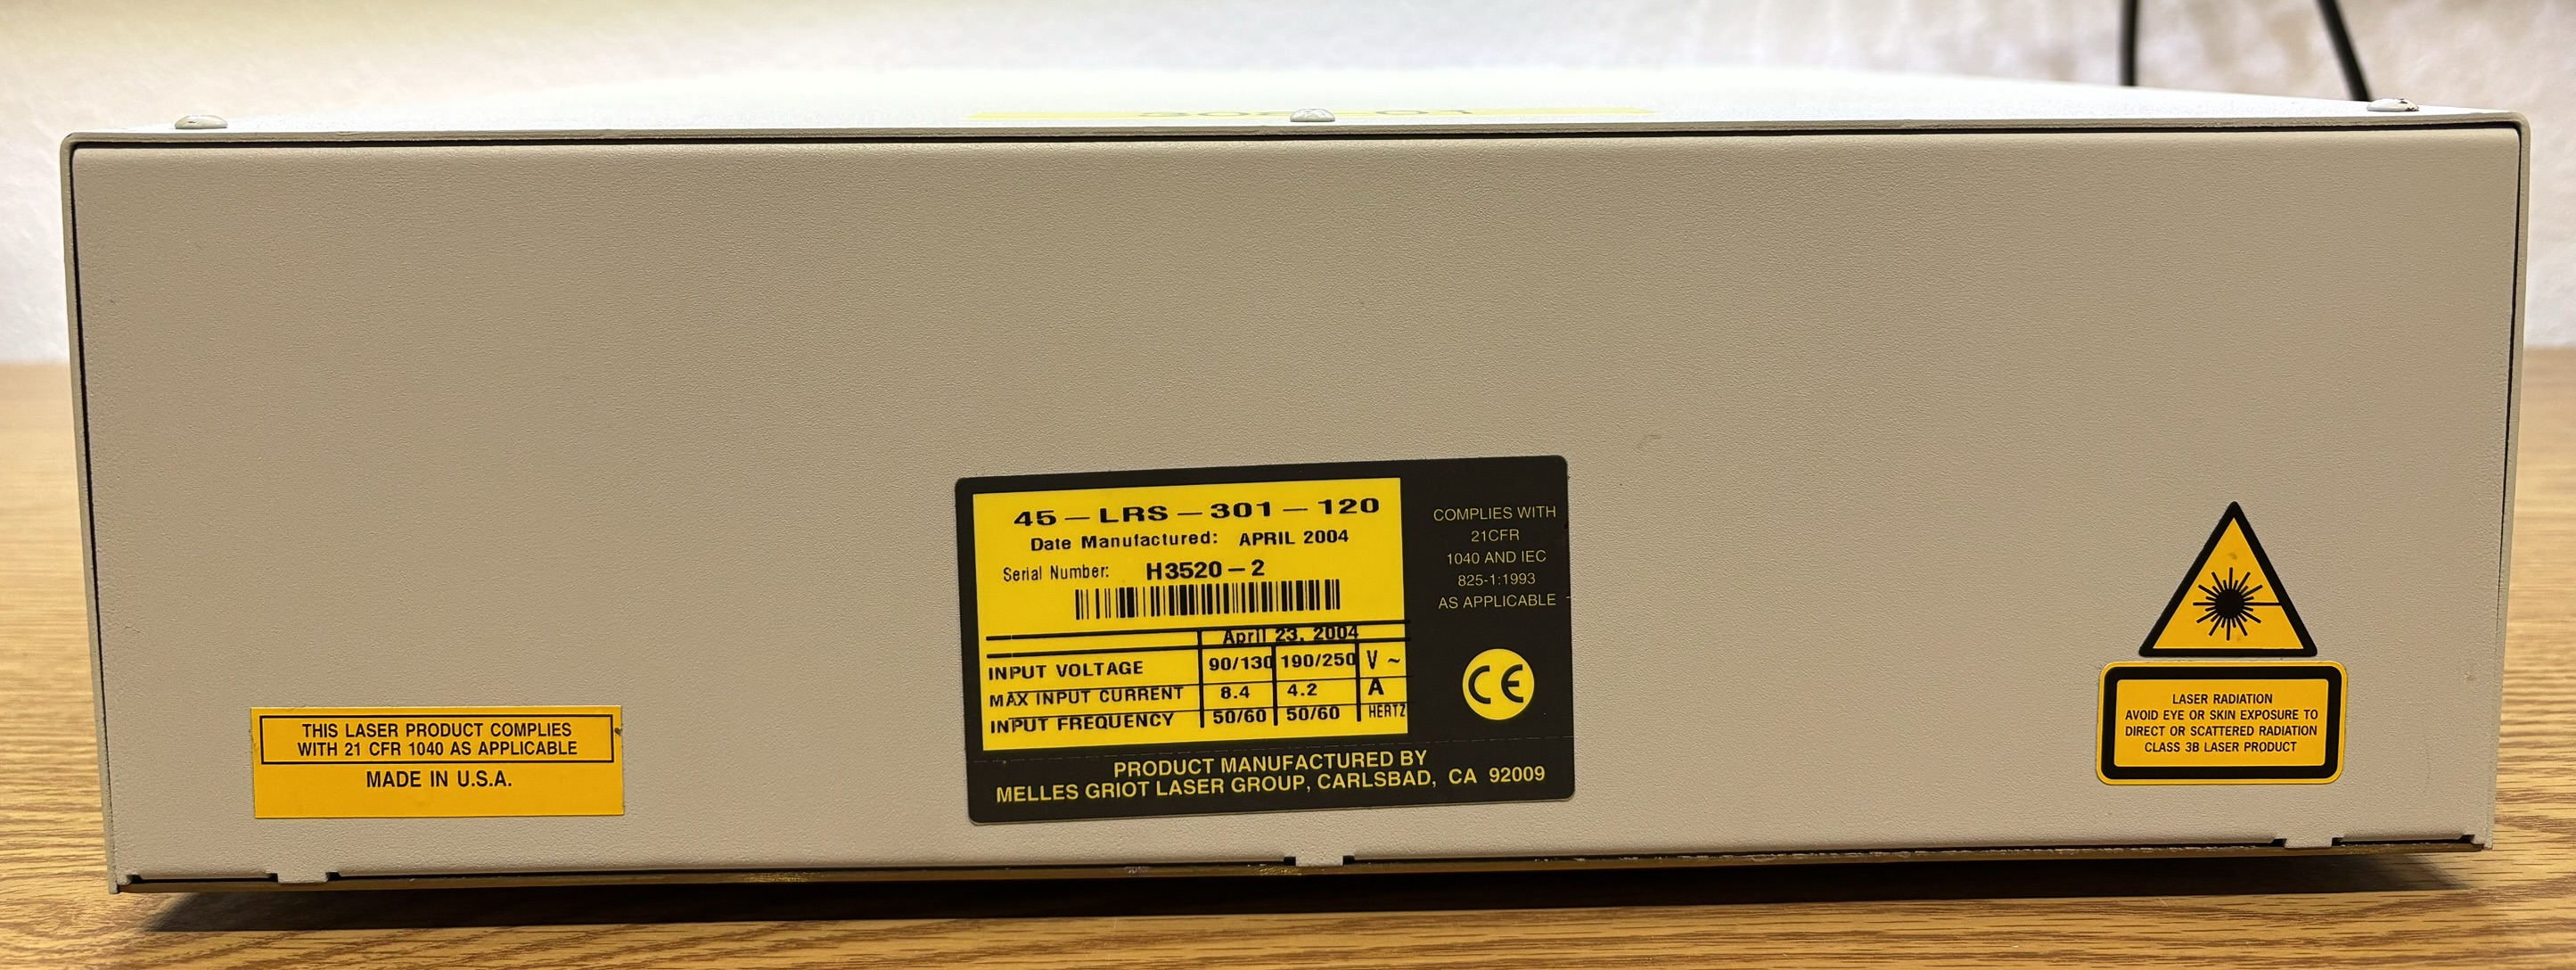 45 – LRS – 301 – 120
Date Manufactured: APRIL 2004
Serial Number: H3520 – 2
April 23, 2004
INPUT VOLTAGE 90/130 190/250 V ~
MAX INPUT CURRENT 8.4 4.2 A
INPUT FREQUENCY 50/60 50/60 HERTZ
COMPLIES WITH
21CFR
1040 AND IEC
825-1:1993
AS APPLICABLE
CE
PRODUCT MANUFACTURED BY
MELLES GRIOT LASER GROUP, CARLSBAD, CA 92009
THIS LASER PRODUCT COMPLIES
WITH 21 CFR 1040 AS APPLICABLE
MADE IN U.S.A.
LASER RADIATION
AVOID EYE OR SKIN EXPOSURE TO
DIRECT OR SCATTERED RADIATION
CLASS 3B LASER PRODUCT